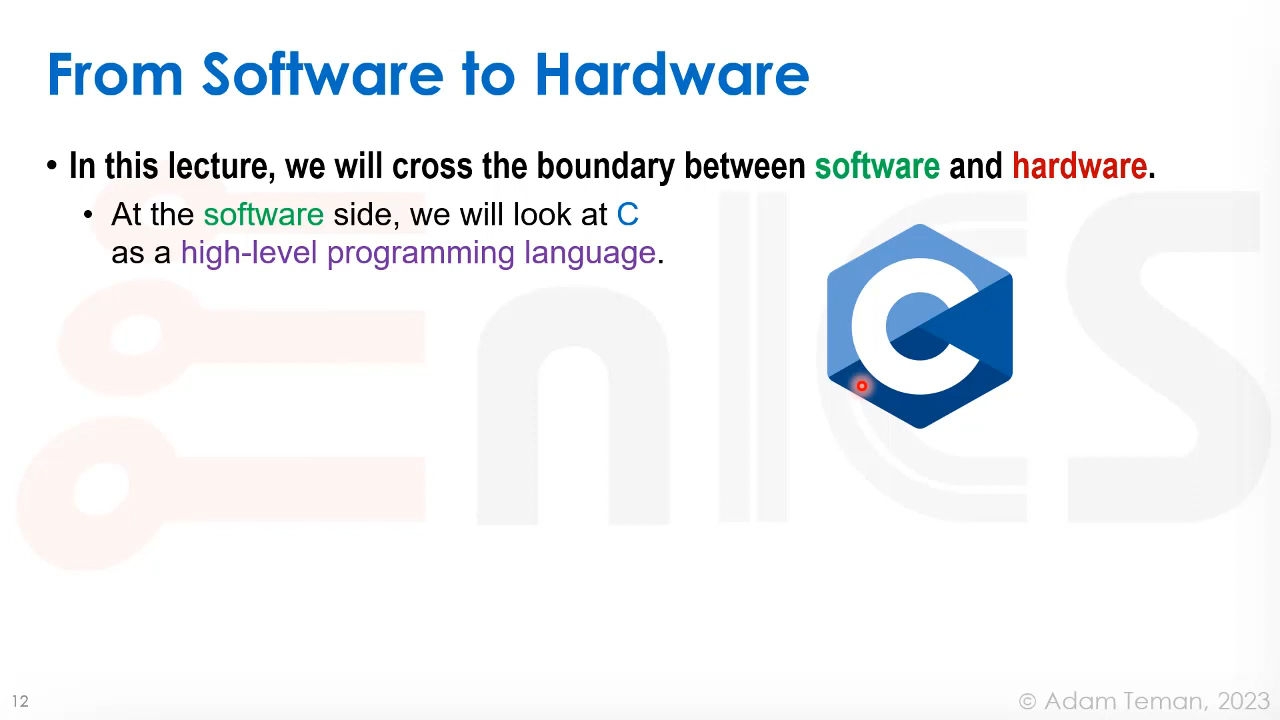 From Software to Hardware
• In this lecture, we will cross the boundary between software and hardware.
• At the software side, we will look at C
as a high-level programming language.
C
EnICS
12
© Adam Teman, 2023